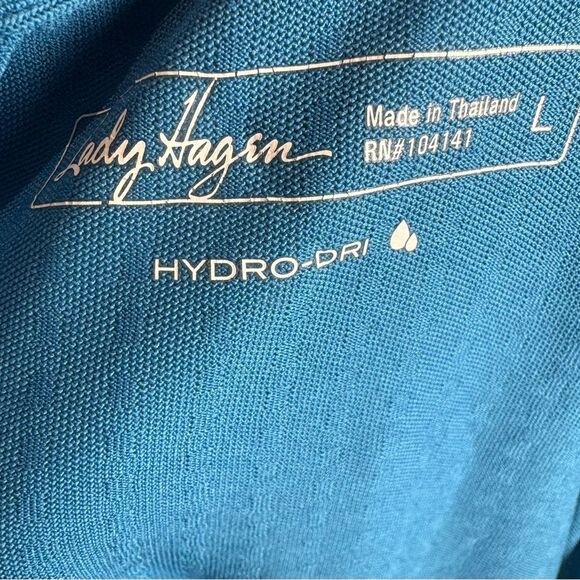 Lady Hagen
Made in Thailand
RN#104141
L
HYDRO-DRI